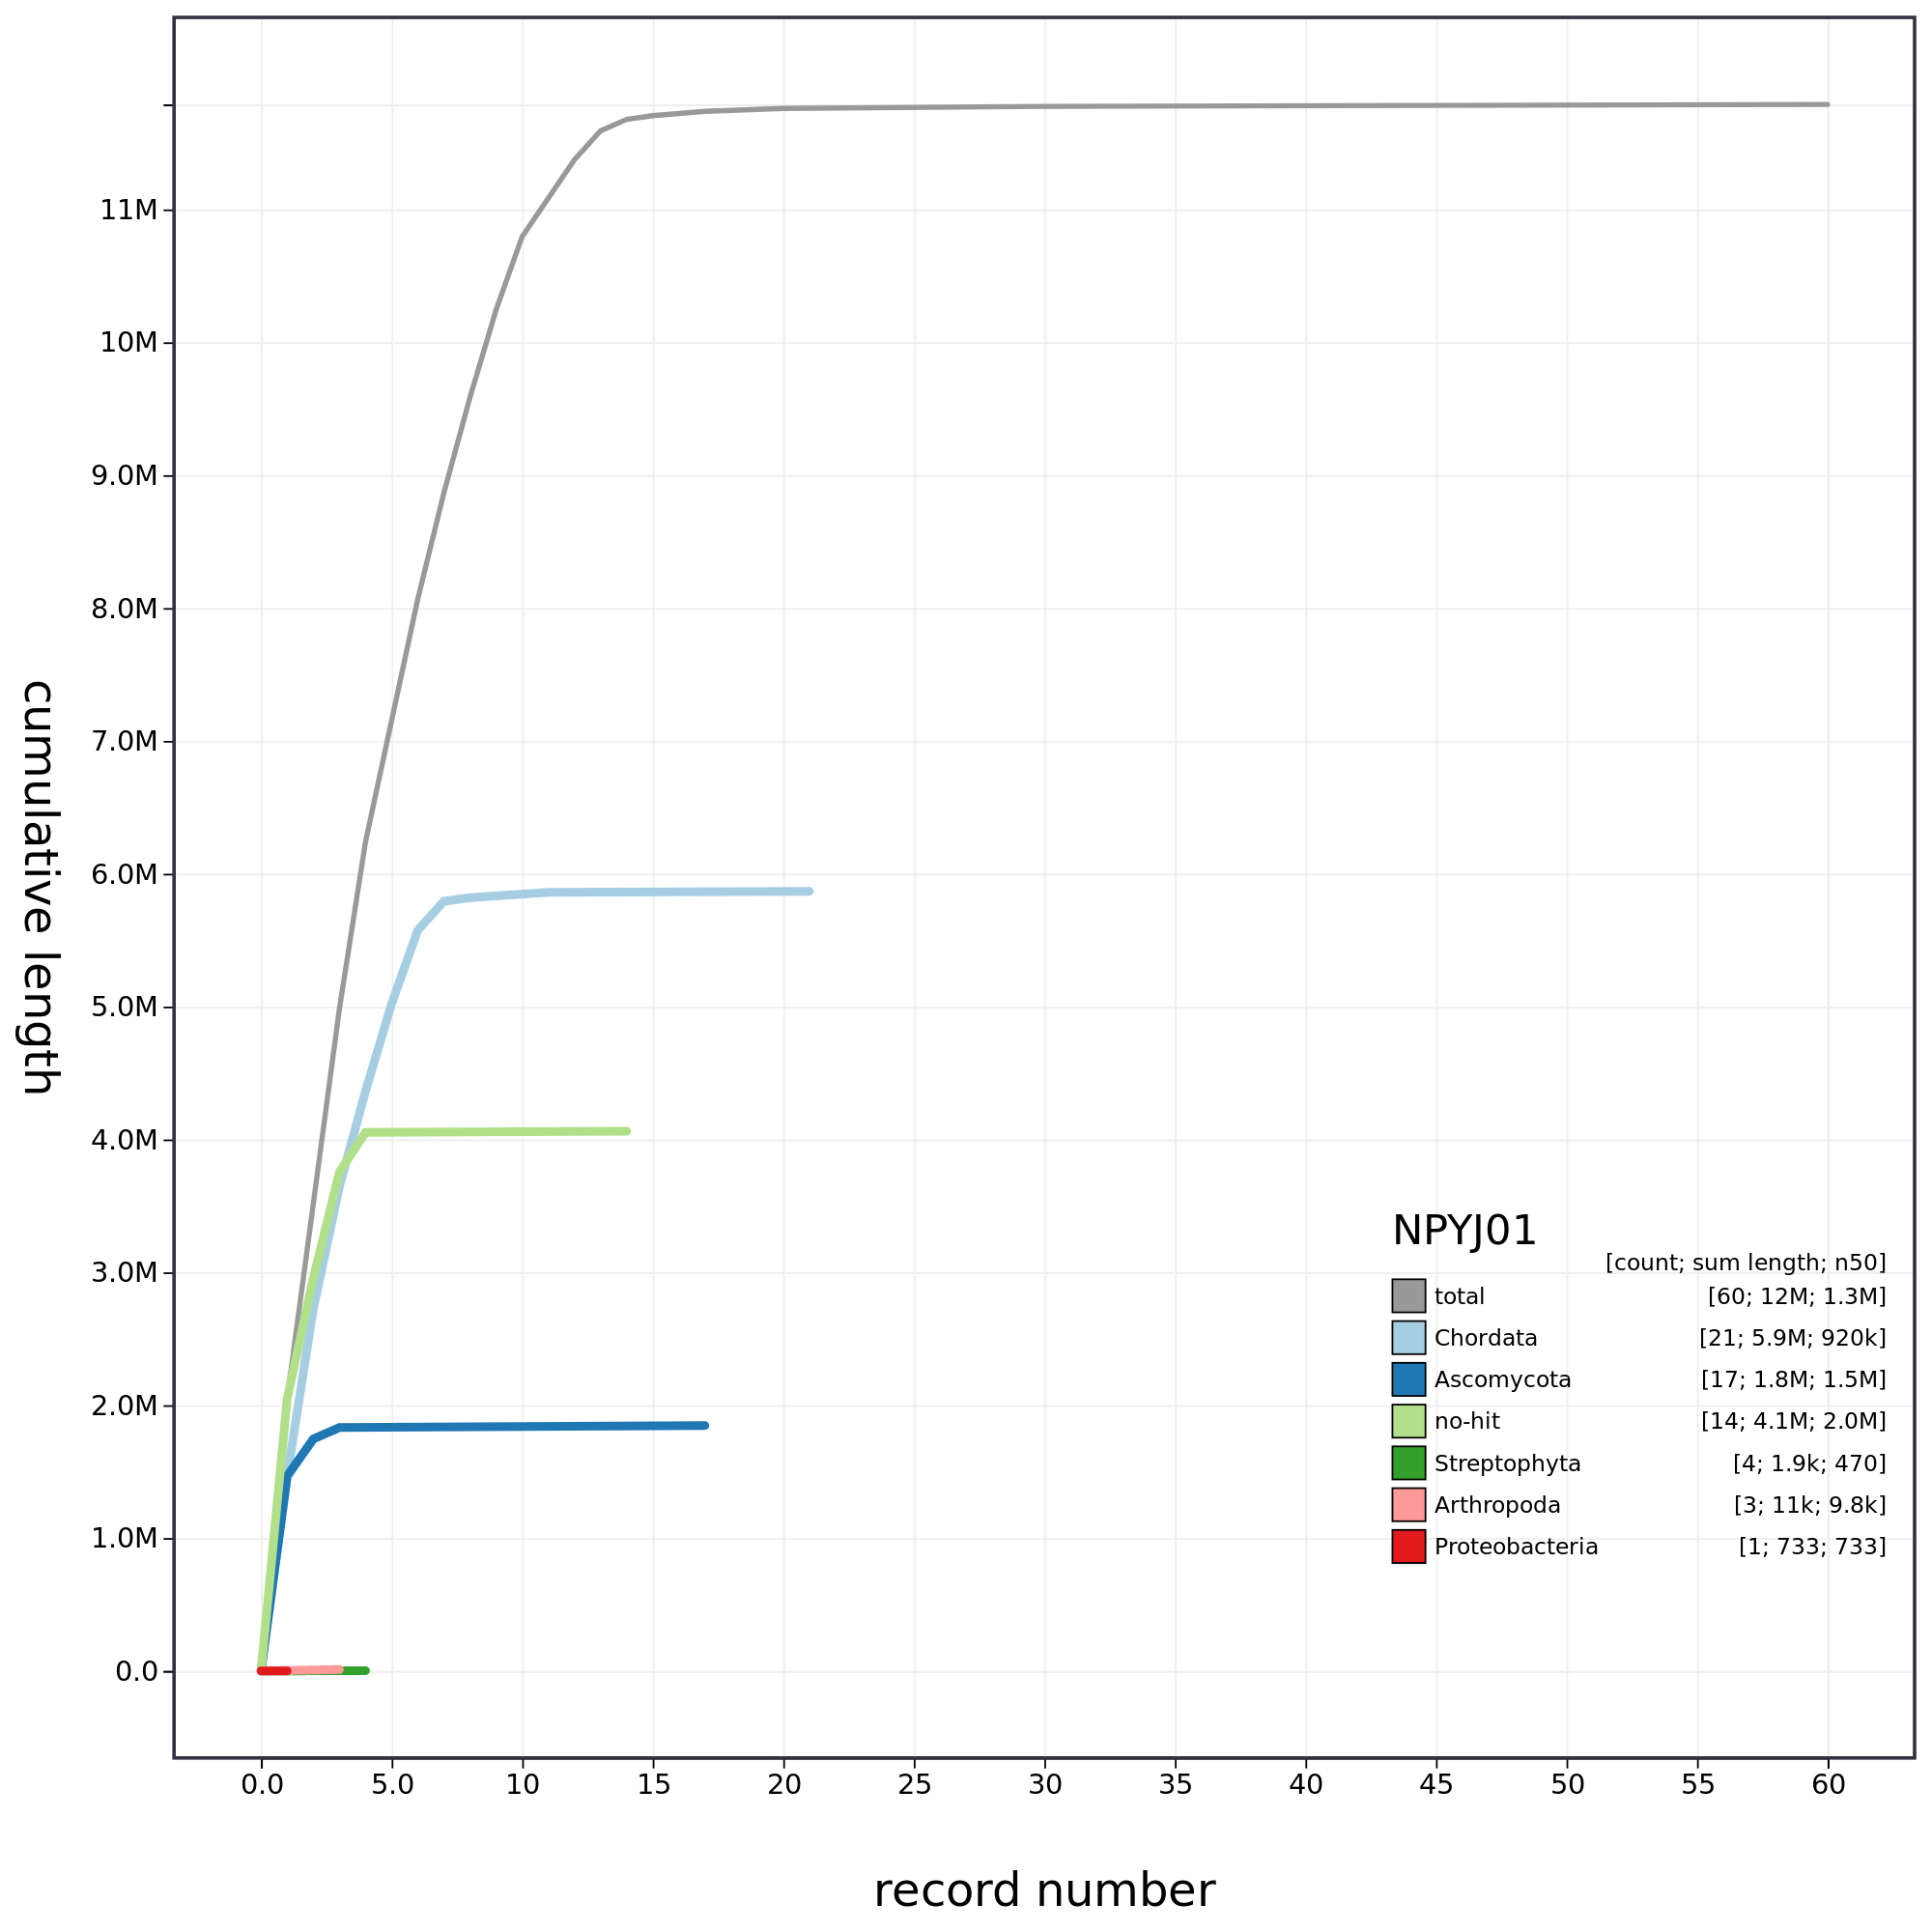 11M
10M
9.0M
8.0M
7.0M
6.0M
5.0M
4.0M
3.0M
2.0M
1.0M
0.0
cumulative length
NPYJ01
[count; sum length; n50]
total [60; 12M; 1.3M]
Chordata [21; 5.9M; 920k]
Ascomycota [17; 1.8M; 1.5M]
no-hit [14; 4.1M; 2.0M]
Streptophyta [4; 1.9k; 470]
Arthropoda [3; 11k; 9.8k]
Proteobacteria [1; 733; 733]
0.0 5.0 10 15 20 25 30 35 40 45 50 55 60
record number